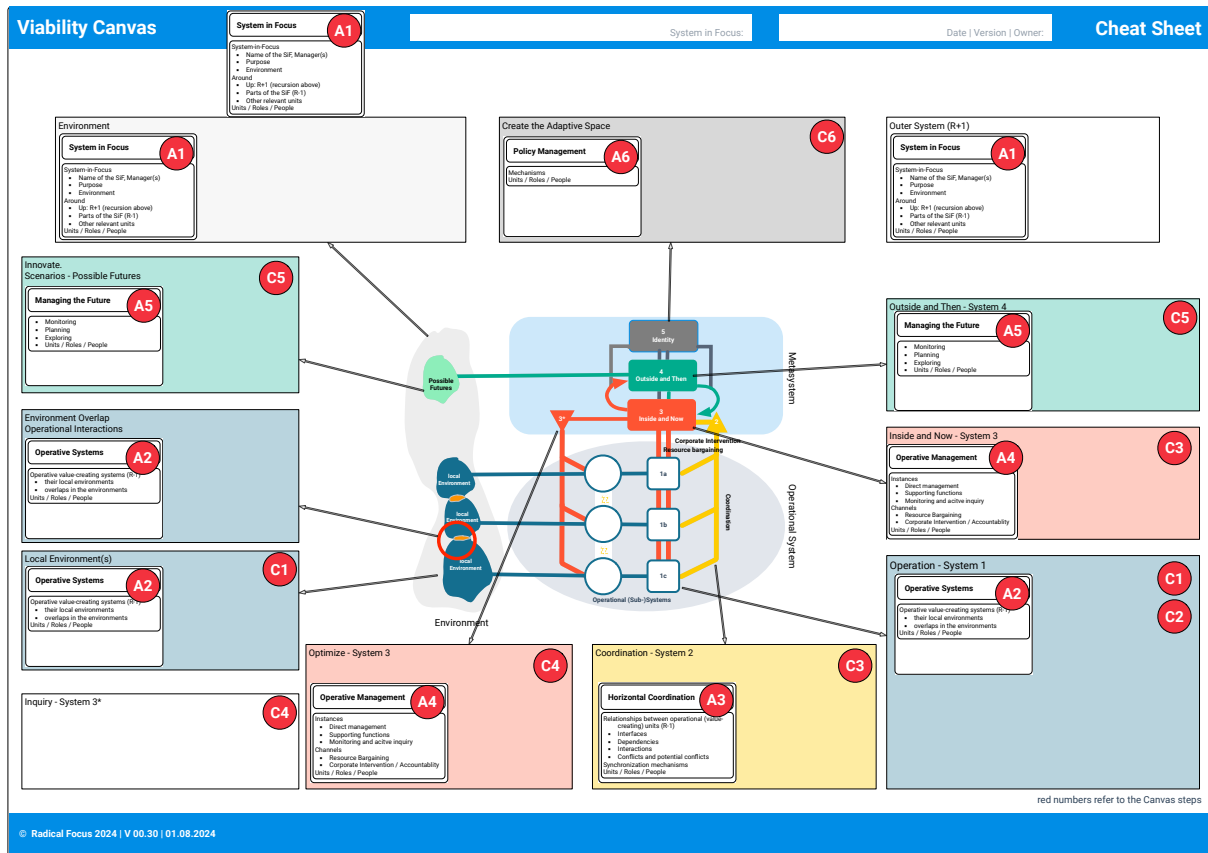 Viability Canvas
System in Focus:
Date | Version | Owner:
Cheat Sheet
System in Focus
A1
System-in-Focus
Name of the SiF, Manager(s)
Purpose
Environment
Around
Up: R+1 (recursion above)
Parts of the SiF (R-1)
Other relevant units
Units / Roles / People
Environment
System in Focus
A1
System-in-Focus
Name of the SiF, Manager(s)
Purpose
Environment
Around
Up: R+1 (recursion above)
Parts of the SiF (R-1)
Other relevant units
Units / Roles / People
Create the Adaptive Space
C6
Policy Management
A6
Mechanisms
Units / Roles / People
Outer System (R+1)
System in Focus
A1
System-in-Focus
Name of the SiF, Manager(s)
Purpose
Environment
Around
Up: R+1 (recursion above)
Parts of the SiF (R-1)
Other relevant units
Units / Roles / People
Innovate.
Scenarios - Possible Futures
C5
Managing the Future
A5
Monitoring
Planning
Exploring
Units / Roles / People
Outside and Then - System 4
C5
Managing the Future
A5
Monitoring
Planning
Exploring
Units / Roles / People
Environment Overlap
Operational Interactions
Operative Systems
A2
Operative value-creating systems (R-1)
their local environments
overlaps in the environments
Units / Roles / People
Inside and Now - System 3
C3
Operative Management
A4
Instances
Direct management
Supporting functions
Monitoring and acitve inquiry
Channels
Resource Bargaining
Corporate Intervention / Accountablity
Units / Roles / People
Local Environment(s)
C1
Operative Systems
A2
Operative value-creating systems (R-1)
their local environments
overlaps in the environments
Units / Roles / People
Operation - System 1
C1
C2
Operative Systems
A2
Operative value-creating systems (R-1)
their local environments
overlaps in the environments
Units / Roles / People
5
Identity
4
Outside and Then
3
Inside and Now
3*
2
Metasystem
Possible
Futures
Corporate Intervention
Resource bargaining
local
Environment
1a
local
Environment
1b
local
Environment
1c
Coordination
Operational System
Operational (Sub-)Systems
Environment
Inquiry - System 3*
C4
Optimize - System 3
C4
Operative Management
A4
Instances
Direct management
Supporting functions
Monitoring and acitve inquiry
Channels
Resource Bargaining
Corporate Intervention / Accountablity
Units / Roles / People
Coordination - System 2
C3
Horizontal Coordination
A3
Relationships between operational (value-
creating) units (R-1)
Interfaces
Dependencies
Interactions
Conflicts and potential conflicts
Synchronization mechanisms
Units / Roles / People
red numbers refer to the Canvas steps
© Radical Focus 2024 | V 00.30 | 01.08.2024